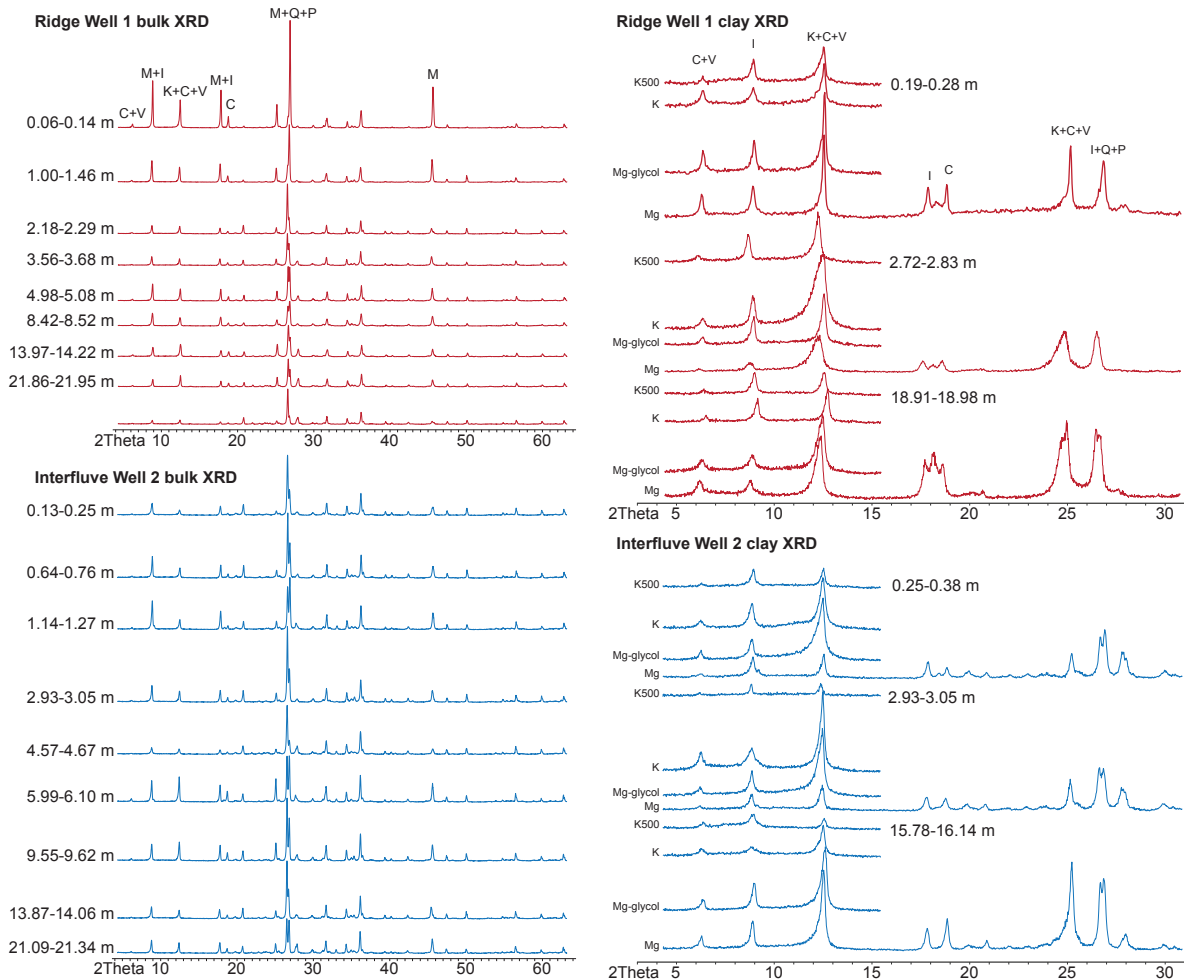 Ridge Well 1 bulk XRD
M+Q+P
M+I
K+C+V
M+I
C
C+V
M
0.06-0.14 m
1.00-1.46 m
2.18-2.29 m
3.56-3.68 m
4.98-5.08 m
8.42-8.52 m
13.97-14.22 m
21.86-21.95 m
2Theta 10 20 30 40 50 60
Interfluve Well 2 bulk XRD
0.13-0.25 m
0.64-0.76 m
1.14-1.27 m
2.93-3.05 m
4.57-4.67 m
5.99-6.10 m
9.55-9.62 m
13.87-14.06 m
21.09-21.34 m
2Theta 10 20 30 40 50 60
Ridge Well 1 clay XRD
K+C+V
I
C+V
K500
0.19-0.28 m
K
K+C+V
I+Q+P
Mg-glycol
I
C
Mg
K500
2.72-2.83 m
K
Mg-glycol
Mg
K500
18.91-18.98 m
K
Mg-glycol
Mg
2Theta 5 10 15 20 25 30
Interfluve Well 2 clay XRD
K500
0.25-0.38 m
K
Mg-glycol
Mg
K500
2.93-3.05 m
K
Mg-glycol
Mg
K500
15.78-16.14 m
K
Mg-glycol
Mg
2Theta 5 10 15 20 25 30